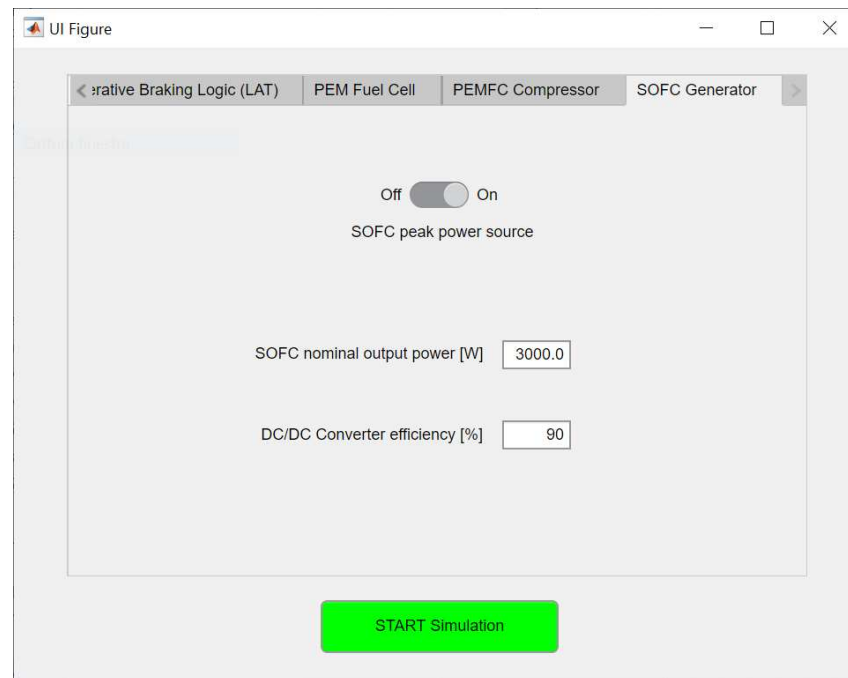 UI Figure
erative Braking Logic (LAT) PEM Fuel Cell PEMFC Compressor SOFC Generator
Off On
SOFC peak power source
SOFC nominal output power [W] 3000.0
DC/DC Converter efficiency [%] 90
START Simulation